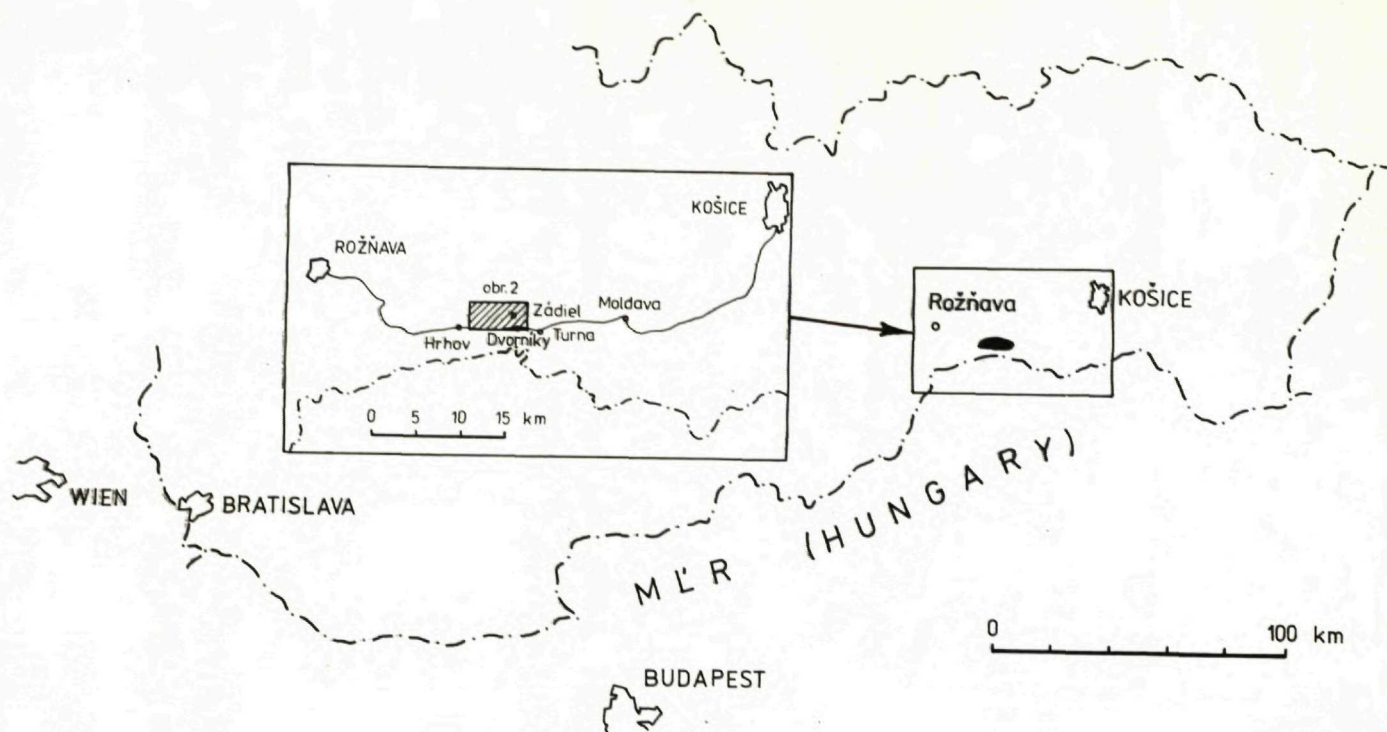 KOŠICE
ROŽŇAVA
obr. 2
Zádiel
Moldava
Hrhov
Dvorníky
Turna
0 5 10 15 km
Rožňava
KOŠICE
WIEN
BRATISLAVA
MĽR (HUNGARY)
0 100 km
BUDAPEST